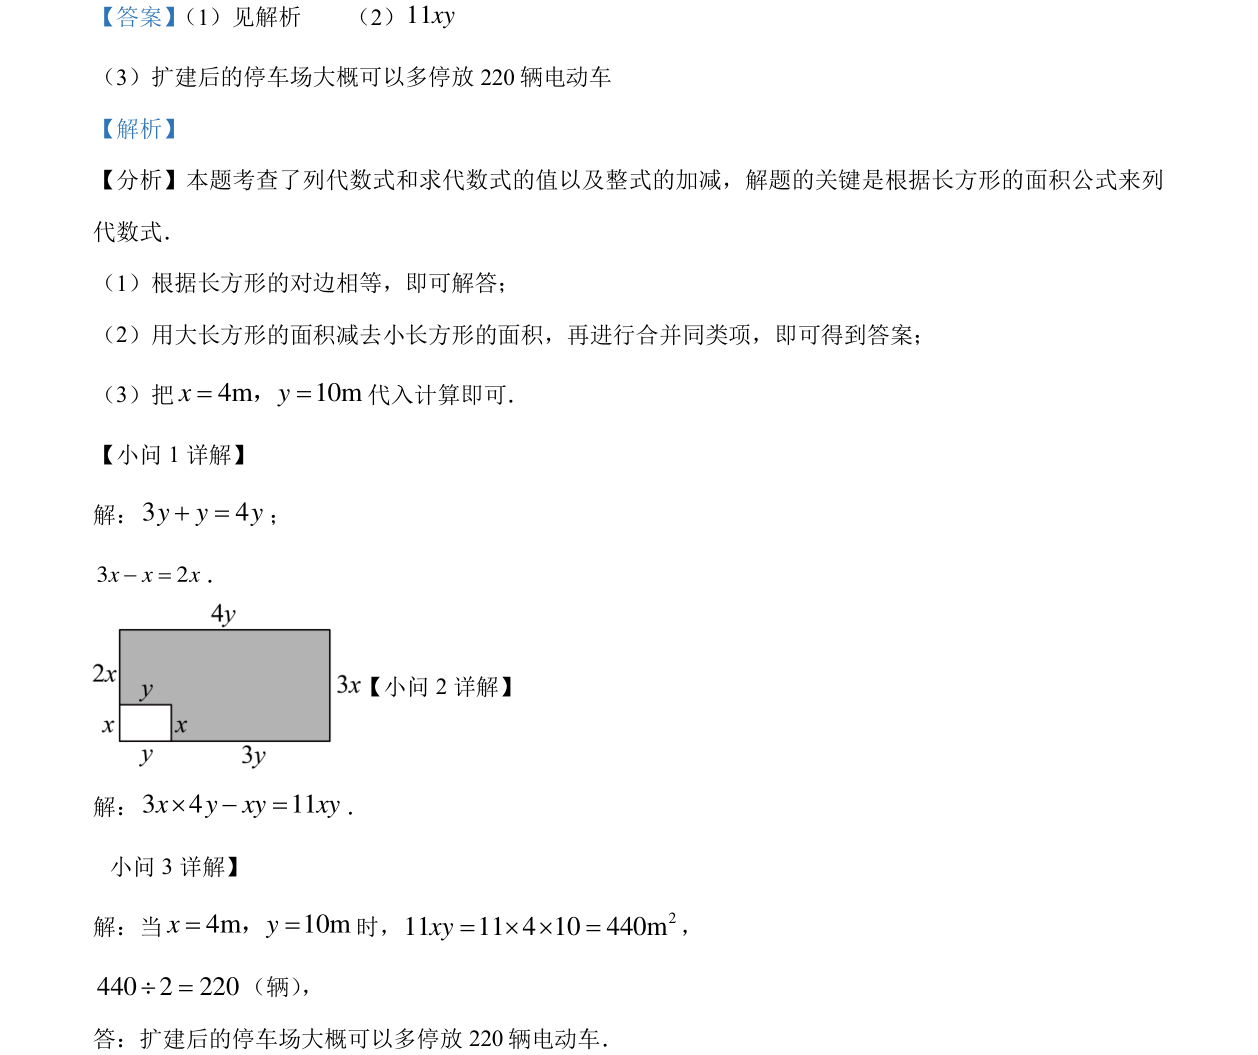 【答案】（1）见解析　　（2）11xy
（3）扩建后的停车场大概可以多停放 220 辆电动车
【解析】
【分析】本题考查了列代数式和求代数式的值以及整式的加减，解题的关键是根据长方形的面积公式来列
代数式．
（1）根据长方形的对边相等，即可解答；
（2）用大长方形的面积减去小长方形的面积，再进行合并同类项，即可得到答案；
（3）把 x = 4m，y = 10m 代入计算即可．
【小问 1 详解】
解：3y + y = 4y；
3x − x = 2x．
4y
2x
y
3x【小问 2 详解】
x
x
y
3y
解：3x×4y − xy = 11xy．
小问 3 详解】
解：当 x = 4m，y = 10m 时，11xy = 11×4×10 = 440m²，
440÷2 = 220（辆），
答：扩建后的停车场大概可以多停放 220 辆电动车．